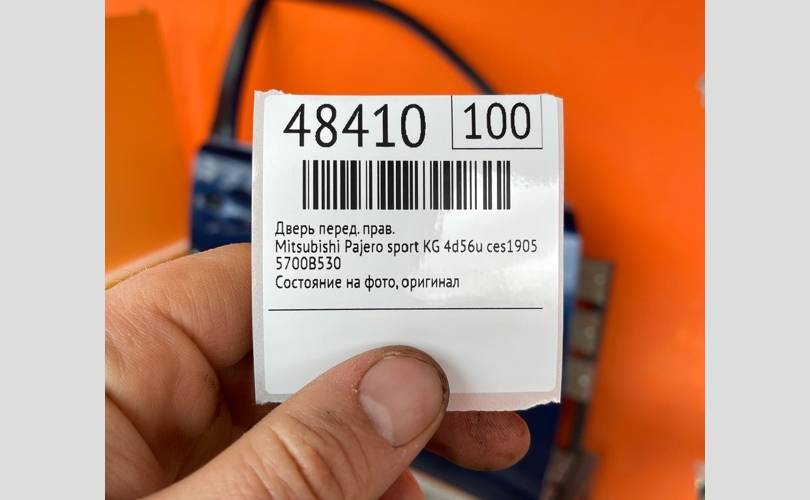 48410 100
Дверь перед. прав.
Mitsubishi Pajero sport KG 4d56u ces1905
5700B530
Состояние на фото, оригинал